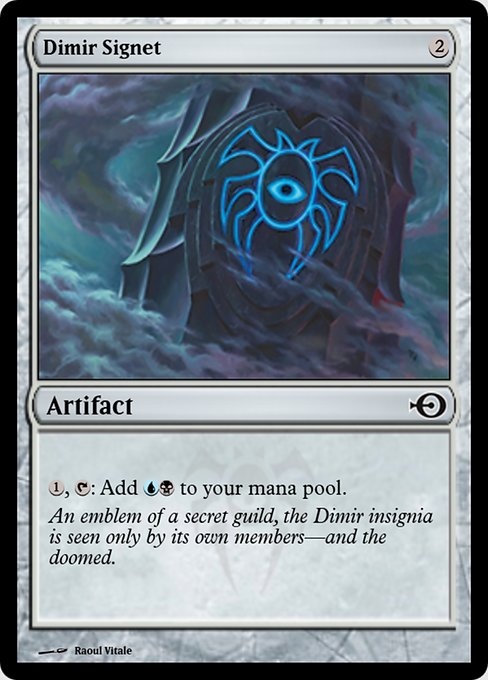 Dimir Signet 2
Artifact
1, : Add to your mana pool.
An emblem of a secret guild, the Dimir insignia
is seen only by its own members—and the
doomed.
Raoul Vitale